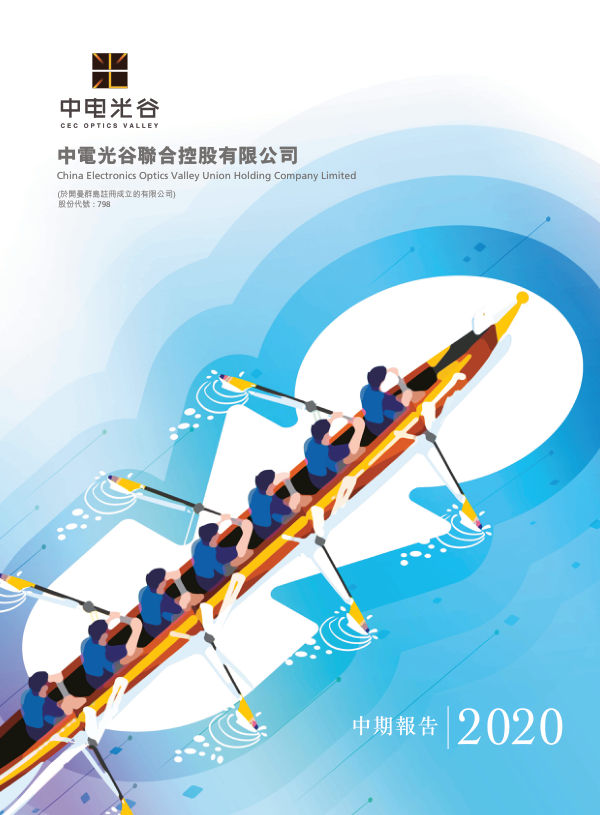 中电光谷
CEC OPTICS VALLEY
中電光谷聯合控股有限公司
China Electronics Optics Valley Union Holding Company Limited
(於開曼群島註冊成立的有限公司)
股份代號 : 798
中期報告 2020